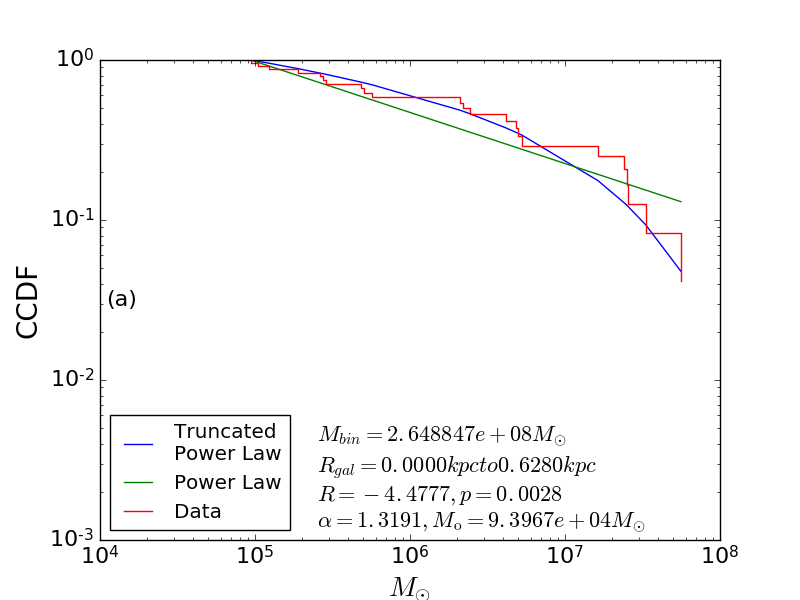 10^0
10^-1
10^-2
10^-3
CCDF
(a)
Truncated
Power Law
Power Law
Data
M_bin = 2.648847e + 08M_⊙
R_gal = 0.0000kpcto0.6280kpc
R = −4.4777, p = 0.0028
α = 1.3191, M_o = 9.3967e + 04M_⊙
10^4 10^5 10^6 10^7 10^8
M_⊙